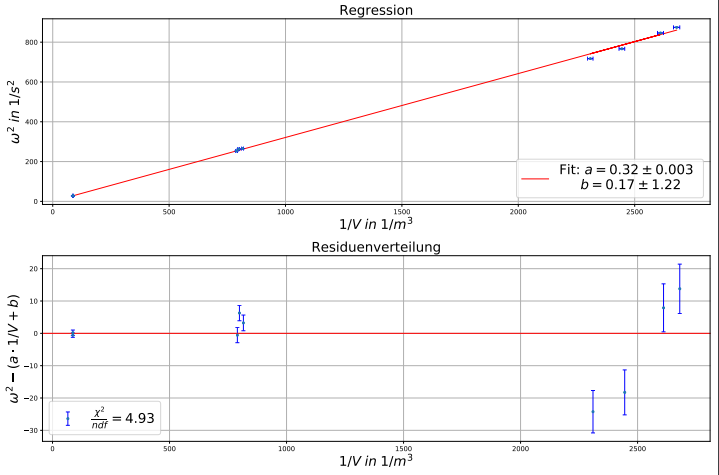 Regression
ω² in 1/s²
800
600
400
200
0
0 500 1000 1500 2000 2500
1/V in 1/m³
Fit: a = 0.32 ± 0.003
b = 0.17 ± 1.22
Residuenverteilung
ω² − (a · 1/V + b)
20
10
0
−10
−20
−30
0 500 1000 1500 2000 2500
1/V in 1/m³
χ²/ndf = 4.93